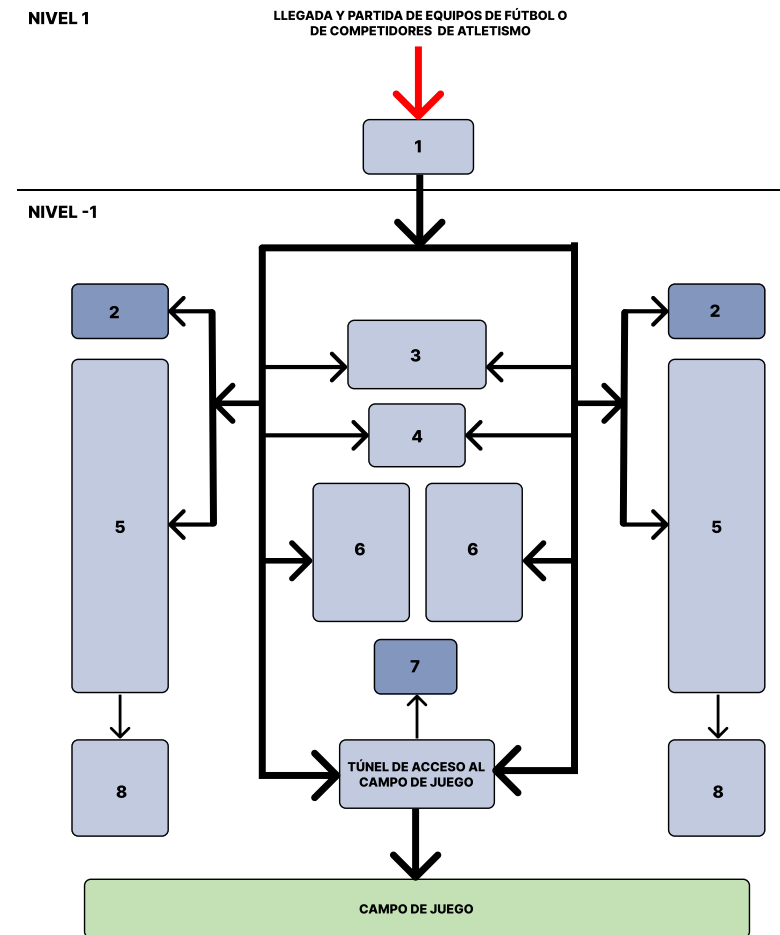 NIVEL 1
LLEGADA Y PARTIDA DE EQUIPOS DE FÚTBOL O
DE COMPETIDORES DE ATLETISMO
1
NIVEL -1
2
2
3
4
5
5
6
6
7
TÚNEL DE ACCESO AL
CAMPO DE JUEGO
8
8
CAMPO DE JUEGO